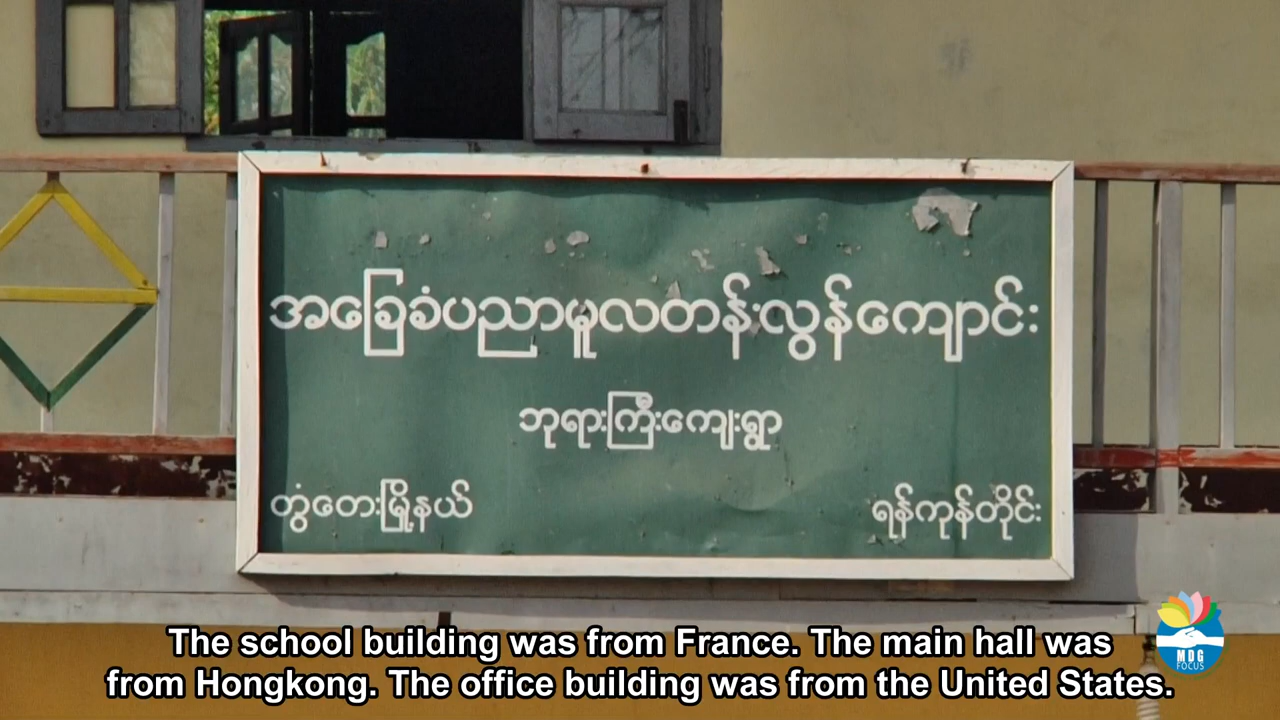 အခြေခံပညာမူလတန်းလွန်ကျောင်း
ဘုရားကြီးကျေးရွာ
တွံတေးမြို့နယ် ရန်ကုန်တိုင်း
The school building was from France. The main hall was
from Hongkong. The office building was from the United States.
MDG
FOCUS